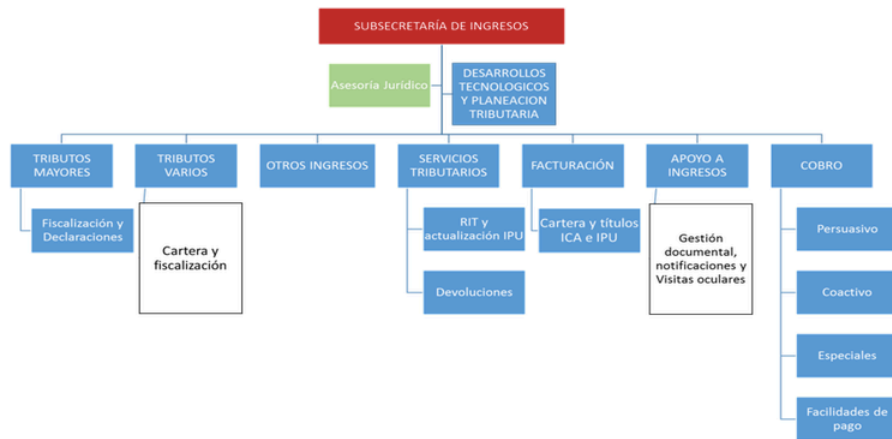 SUBSECRETARÍA DE INGRESOS
Asesoría Jurídico
DESARROLLOS
TECNOLOGICOS
Y PLANEACION
TRIBUTARIA
TRIBUTOS
MAYORES
TRIBUTOS
VARIOS
OTROS INGRESOS
SERVICIOS
TRIBUTARIOS
FACTURACIÓN
APOYO A
INGRESOS
COBRO
Fiscalización y
Declaraciones
Cartera y
fiscalización
RIT y
actualización IPU
Devoluciones
Cartera y títulos
ICA e IPU
Gestión
documental,
notificaciones y
Visitas oculares
Persuasivo
Coactivo
Especiales
Facilidades de
pago